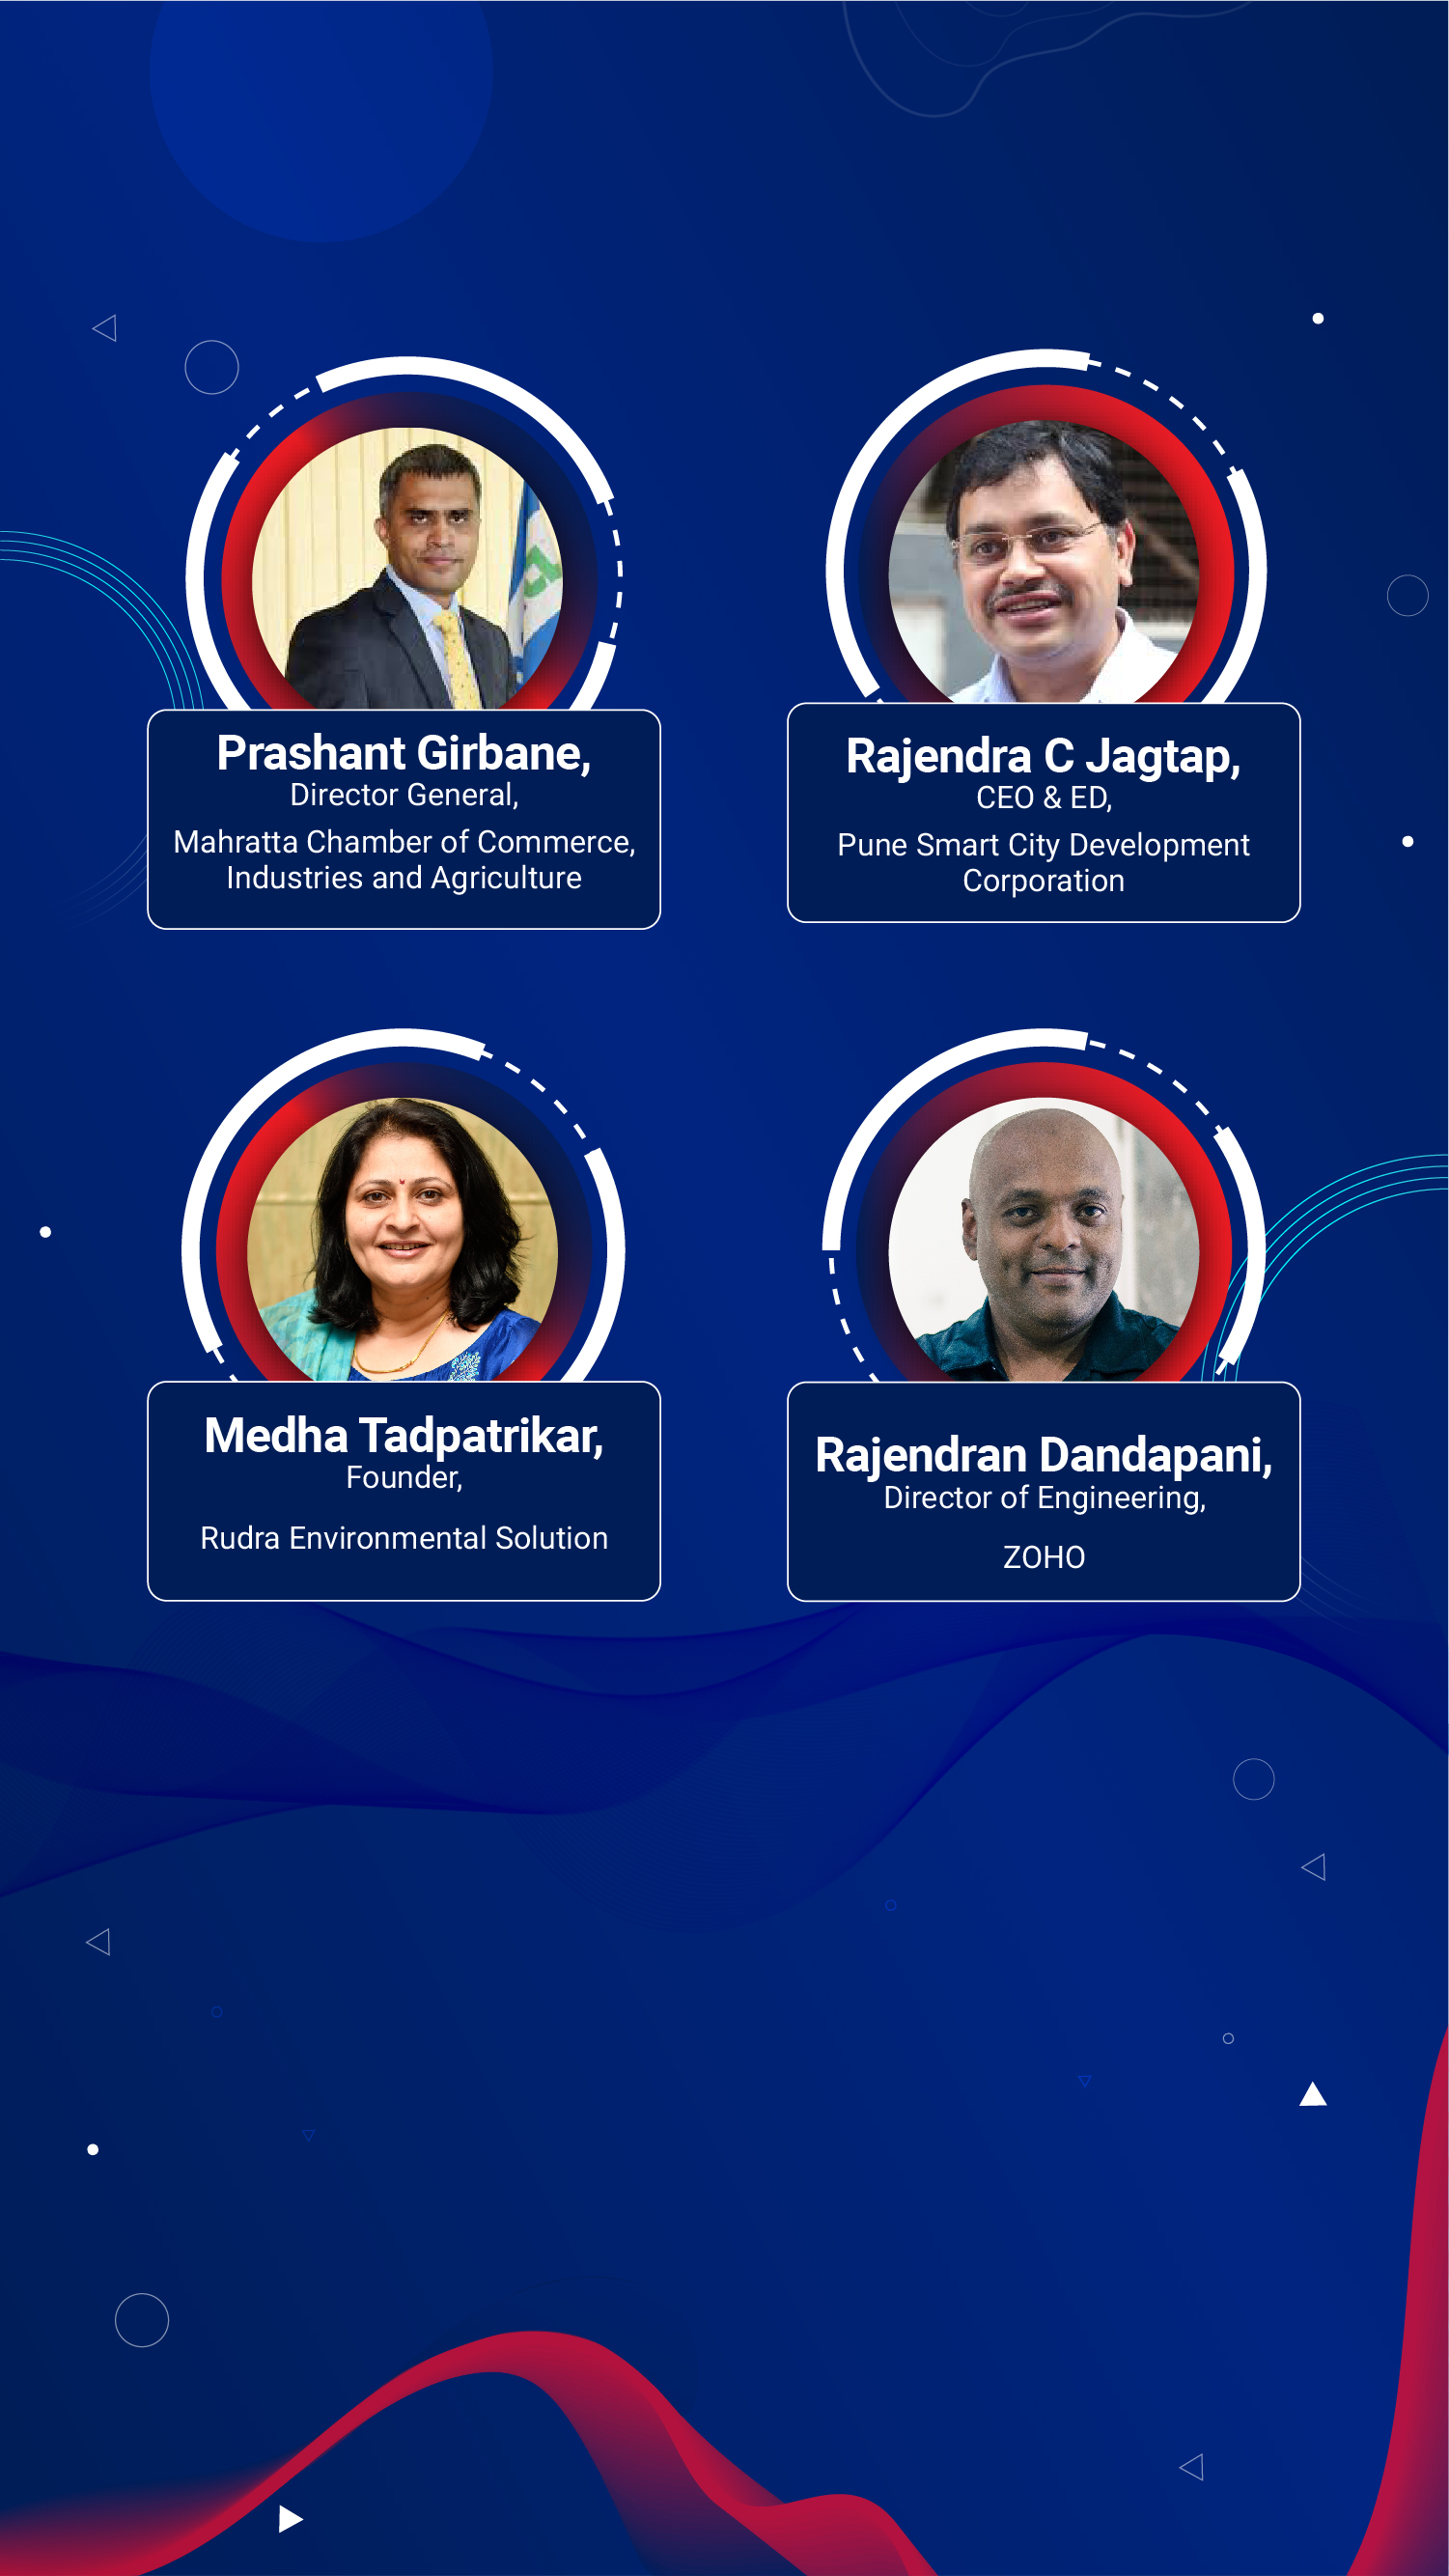 Prashant Girbane,
Director General,
Mahratta Chamber of Commerce,
Industries and Agriculture
Rajendra C Jagtap,
CEO & ED,
Pune Smart City Development
Corporation
Medha Tadpatrikar,
Founder,
Rudra Environmental Solution
Rajendran Dandapani,
Director of Engineering,
ZOHO